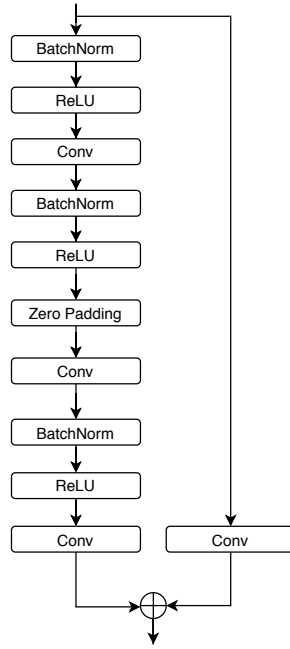 BatchNorm
ReLU
Conv
BatchNorm
ReLU
Zero Padding
Conv
BatchNorm
ReLU
Conv
Conv